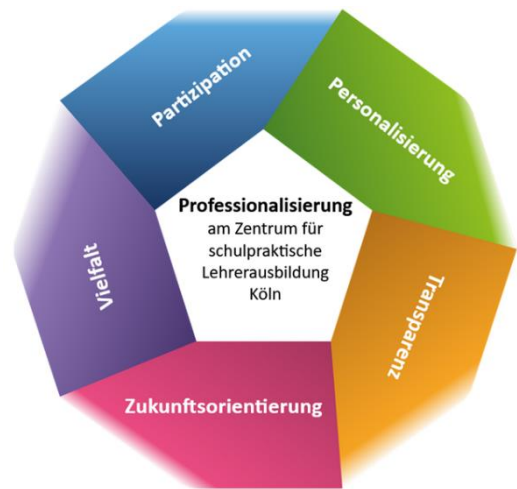 Partizipation
Personalisierung
Professionalisierung
am Zentrum für
schulpraktische
Lehrerausbildung
Köln
Vielfalt
Transparenz
Zukunftsorientierung